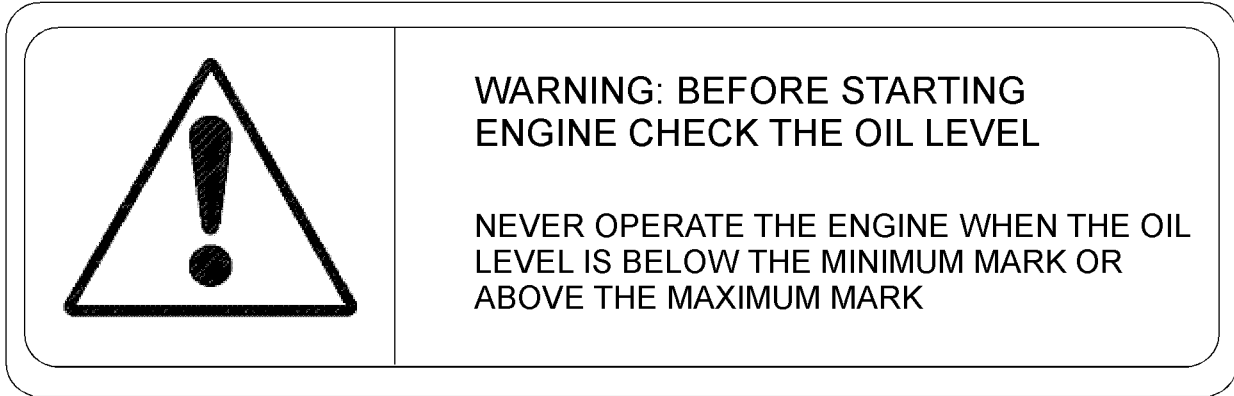 WARNING: BEFORE STARTING
ENGINE CHECK THE OIL LEVEL
NEVER OPERATE THE ENGINE WHEN THE OIL
LEVEL IS BELOW THE MINIMUM MARK OR
ABOVE THE MAXIMUM MARK